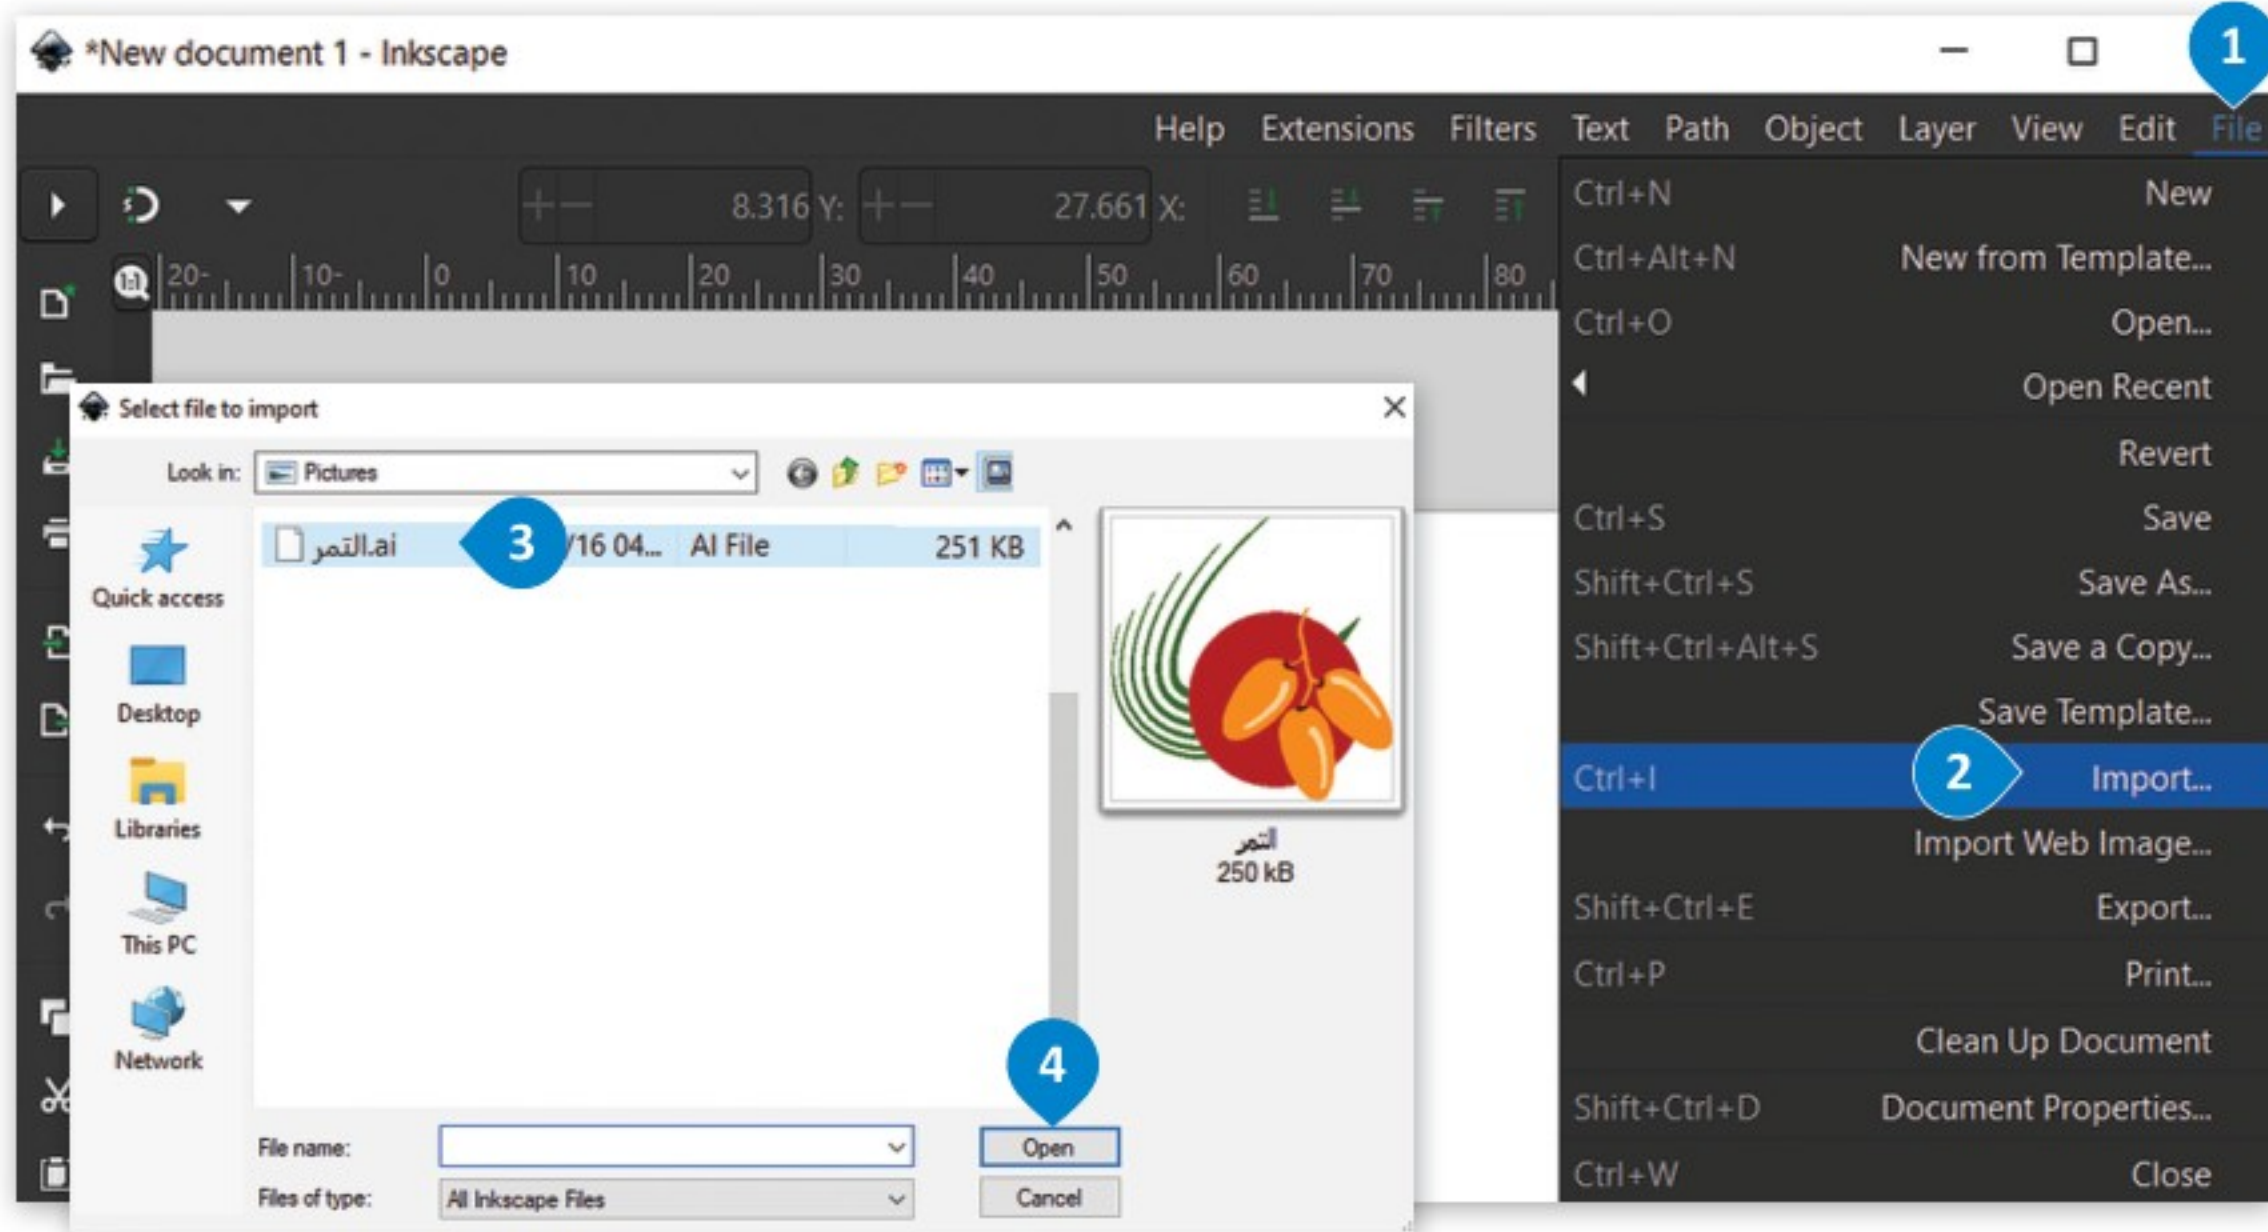 *New document 1 - Inkscape
1
Help Extensions Filters Text Path Object Layer View Edit File
8.316 Y: 27.661 X:
1:1
20- 10- 0 10 20 30 40 50 60 70 80
Ctrl+N New
Ctrl+Alt+N New from Template...
Ctrl+O Open...
Open Recent
Revert
Ctrl+S Save
Shift+Ctrl+S Save As...
Shift+Ctrl+Alt+S Save a Copy...
Save Template...
Ctrl+I 2 Import...
Import Web Image...
Shift+Ctrl+E Export...
Ctrl+P Print...
Clean Up Document
Shift+Ctrl+D Document Properties...
Ctrl+W Close
Select file to import
Look in: Pictures
التمر.ai 3 /16 04... AI File 251 KB
Quick access
Desktop
Libraries
This PC
Network
التمر
250 kB
4
File name: Open
Files of type: All Inkscape Files Cancel